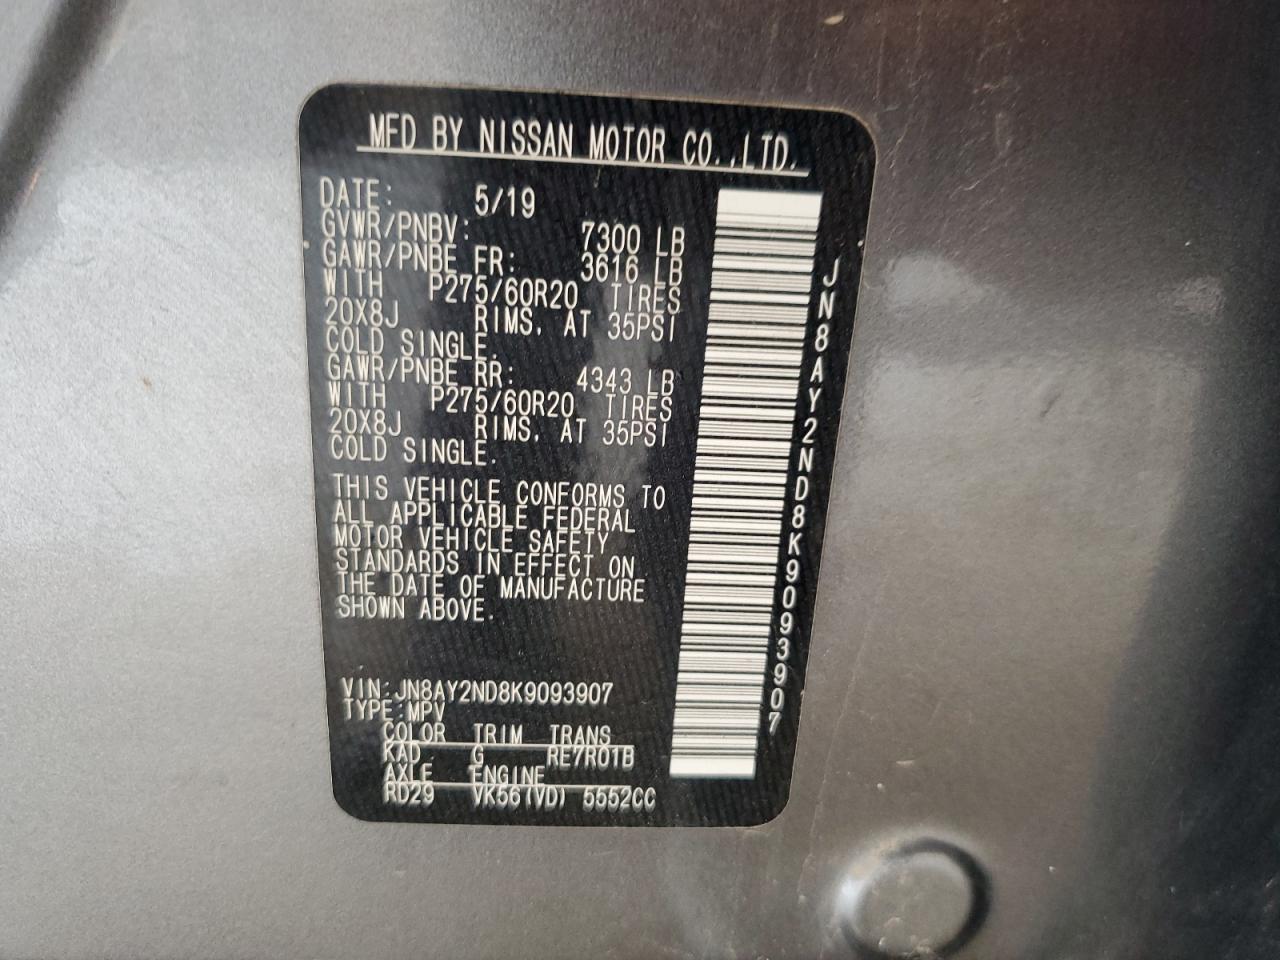 MFD BY NISSAN MOTOR CO.,LTD.
DATE: 5/19
GVWR/PNBV: 7300 LB
GAWR/PNBE FR: 3616 LB
WITH P275/60R20 TIRES
20X8J RIMS. AT 35PSI
COLD SINGLE.
GAWR/PNBE RR: 4343 LB
WITH P275/60R20 TIRES
20X8J RIMS. AT 35PSI
COLD SINGLE.
THIS VEHICLE CONFORMS TO
ALL APPLICABLE FEDERAL
MOTOR VEHICLE SAFETY
STANDARDS IN EFFECT ON
THE DATE OF MANUFACTURE
SHOWN ABOVE.
VIN:JN8AY2ND8K9093907
TYPE:MPV
COLOR TRIM TRANS
KAD G RE7R01B
AXLE ENGINE
RD29 VK56(VD) 5552CC
JN8AY2ND8K9093907